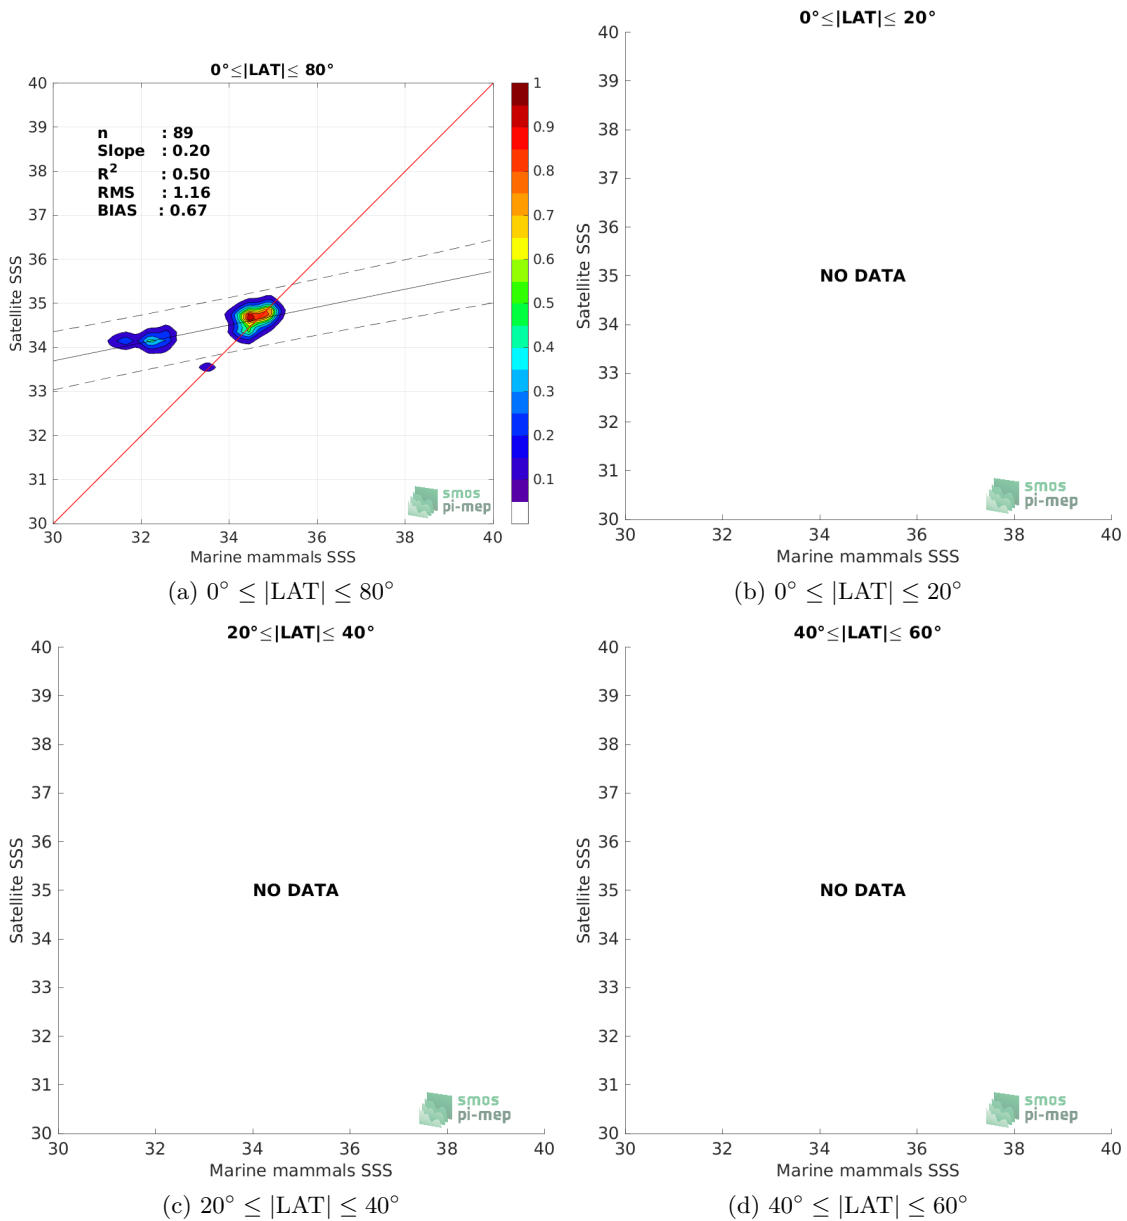 0°≤|LAT|≤ 80°
40
39
38
37
36
35
34
33
32
31
30
Satellite SSS
n : 89
Slope : 0.20
R2 : 0.50
RMS : 1.16
BIAS : 0.67
smos
pi-mep
30 32 34 36 38 40
Marine mammals SSS
1
0.9
0.8
0.7
0.6
0.5
0.4
0.3
0.2
0.1
(a) 0° ≤ |LAT| ≤ 80°
0°≤|LAT|≤ 20°
40
39
38
37
36
35
34
33
32
31
30
Satellite SSS
NO DATA
smos
pi-mep
30 32 34 36 38 40
Marine mammals SSS
(b) 0° ≤ |LAT| ≤ 20°
20°≤|LAT|≤ 40°
40
39
38
37
36
35
34
33
32
31
30
Satellite SSS
NO DATA
smos
pi-mep
30 32 34 36 38 40
Marine mammals SSS
(c) 20° ≤ |LAT| ≤ 40°
40°≤|LAT|≤ 60°
40
39
38
37
36
35
34
33
32
31
30
Satellite SSS
NO DATA
smos
pi-mep
30 32 34 36 38 40
Marine mammals SSS
(d) 40° ≤ |LAT| ≤ 60°